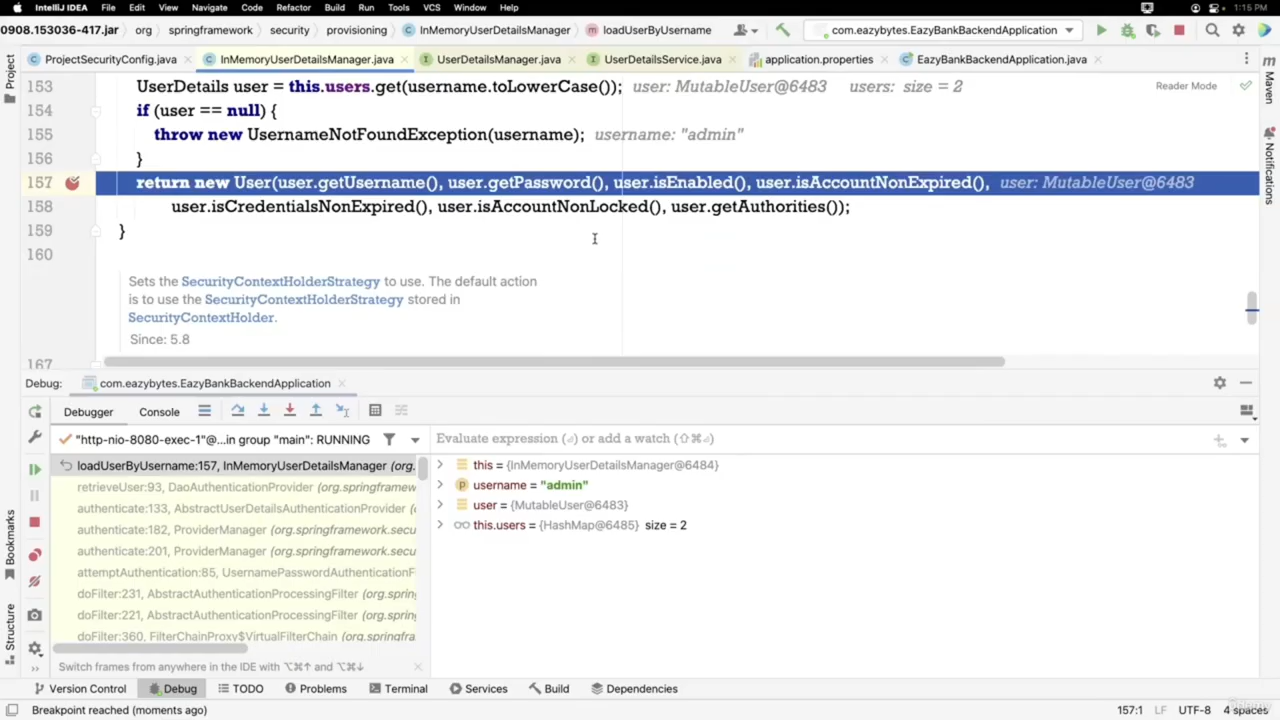 IntelliJ IDEA File Edit View Navigate Code Refactor Build Run Tools VCS Window Help 1:15 PM
0908.153036-417.jar org springframework security provisioning InMemoryUserDetailsManager loadUserByUsername com.eazybytes.EazyBankBackendApplication
ProjectSecurityConfig.java InMemoryUserDetailsManager.java UserDetailsManager.java UserDetailsService.java application.properties EazyBankBackendApplication.java
Project
Maven
Notifications
Bookmarks
Structure
Reader Mode
153 UserDetails user = this.users.get(username.toLowerCase()); user: MutableUser@6483 users: size = 2
154 if (user == null) {
155 throw new UsernameNotFoundException(username); username: "admin"
156 }
157 return new User(user.getUsername(), user.getPassword(), user.isEnabled(), user.isAccountNonExpired(), user: MutableUser@6483
158 user.isCredentialsNonExpired(), user.isAccountNonLocked(), user.getAuthorities());
159 }
160
Sets the SecurityContextHolderStrategy to use. The default action
is to use the SecurityContextHolderStrategy stored in
SecurityContextHolder.
Since: 5.8
167
Debug: com.eazybytes.EazyBankBackendApplication
Debugger Console
"http-nio-8080-exec-1"@...in group "main": RUNNING
Evaluate expression (⏎) or add a watch (⇧⌘⏎)
loadUserByUsername:157, InMemoryUserDetailsManager (org.
retrieveUser:93, DaoAuthenticationProvider (org.springframew
authenticate:133, AbstractUserDetailsAuthenticationProvider (
authenticate:182, ProviderManager (org.springframework.secu
authenticate:201, ProviderManager (org.springframework.secu
attemptAuthentication:85, UsernamePasswordAuthenticationF
doFilter:231, AbstractAuthenticationProcessingFilter (org.spring
doFilter:221, AbstractAuthenticationProcessingFilter (org.spring
doFilter:360, FilterChainProxy$VirtualFilterChain (org.springfra
this = {InMemoryUserDetailsManager@6484}
username = "admin"
user = {MutableUser@6483}
this.users = {HashMap@6485} size = 2
Switch frames from anywhere in the IDE with ⌥⌘↑ and ⌥⌘↓
Version Control Debug TODO Problems Terminal Services Build Dependencies
Breakpoint reached (moments ago) 157:1 LF UTF-8 4 spaces